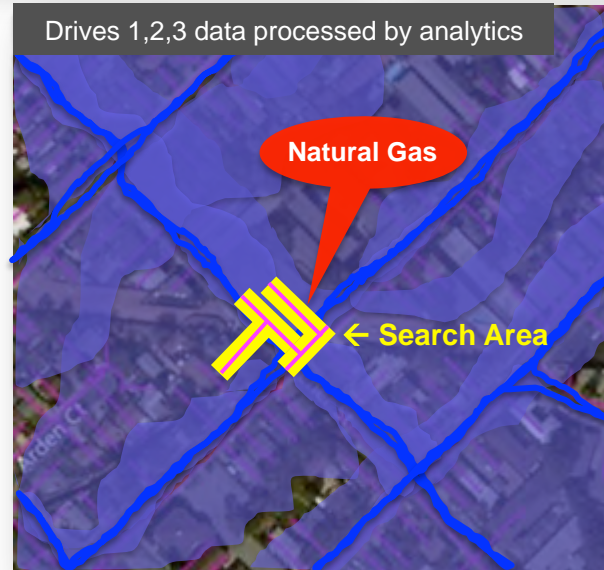 Drives 1,2,3 data processed by analytics
Natural Gas
← Search Area
Arden Ct